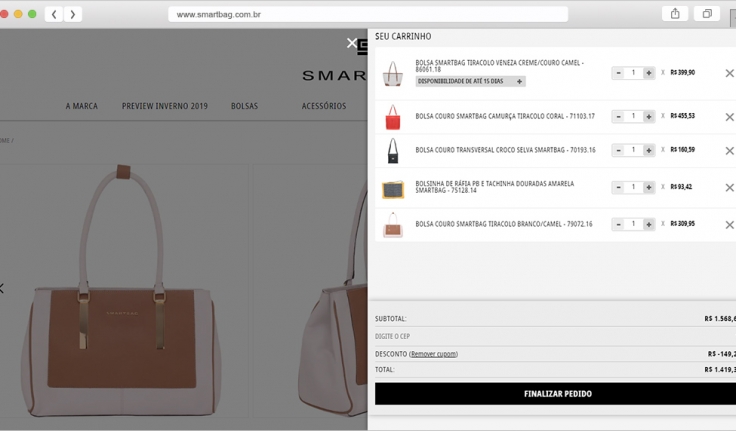 www.smartbag.com.br
SEU CARRINHO
SMAR
A MARCA PREVIEW INVERNO 2019 BOLSAS ACESSÓRIOS
OME /
BOLSA SMARTBAG TIRACOLO VENEZA CREME/COURO CAMEL -
86061.18
DISPONIBILIDADE DE ATÉ 15 DIAS +
- 1 + X R$ 399,90
BOLSA COURO SMARTBAG CAMURÇA TIRACOLO CORAL - 71103.17 - 1 + X R$ 455,53
BOLSA COURO TRANSVERSAL CROCO SELVA SMARTBAG - 70193.16 - 1 + X R$ 160,59
BOLSINHA DE RÁFIA PB E TACHINHA DOURADAS AMARELA
SMARTBAG - 75128.14
- 1 + X R$ 93,42
BOLSA COURO SMARTBAG TIRACOLO BRANCO/CAMEL - 79072.16 - 1 + X R$ 309,95
SUBTOTAL: R$ 1.568,6
DIGITE O CEP
DESCONTO (Remover cupom) R$ -149,2
TOTAL: R$ 1.419,3
FINALIZAR PEDIDO